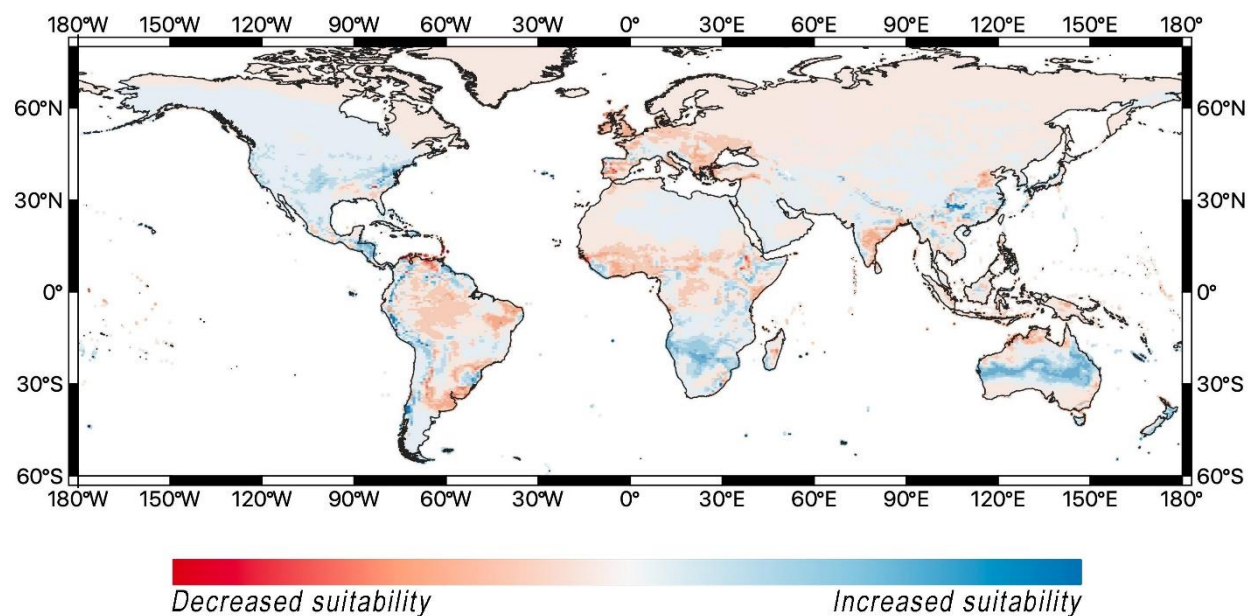 180°W 150°W 120°W 90°W 60°W 30°W 0° 30°E 60°E 90°E 120°E 150°E 180°
60°N 60°N
30°N 30°N
0° 0°
30°S 30°S
60°S 60°S
180°W 150°W 120°W 90°W 60°W 30°W 0° 30°E 60°E 90°E 120°E 150°E 180°
Decreased suitability Increased suitability